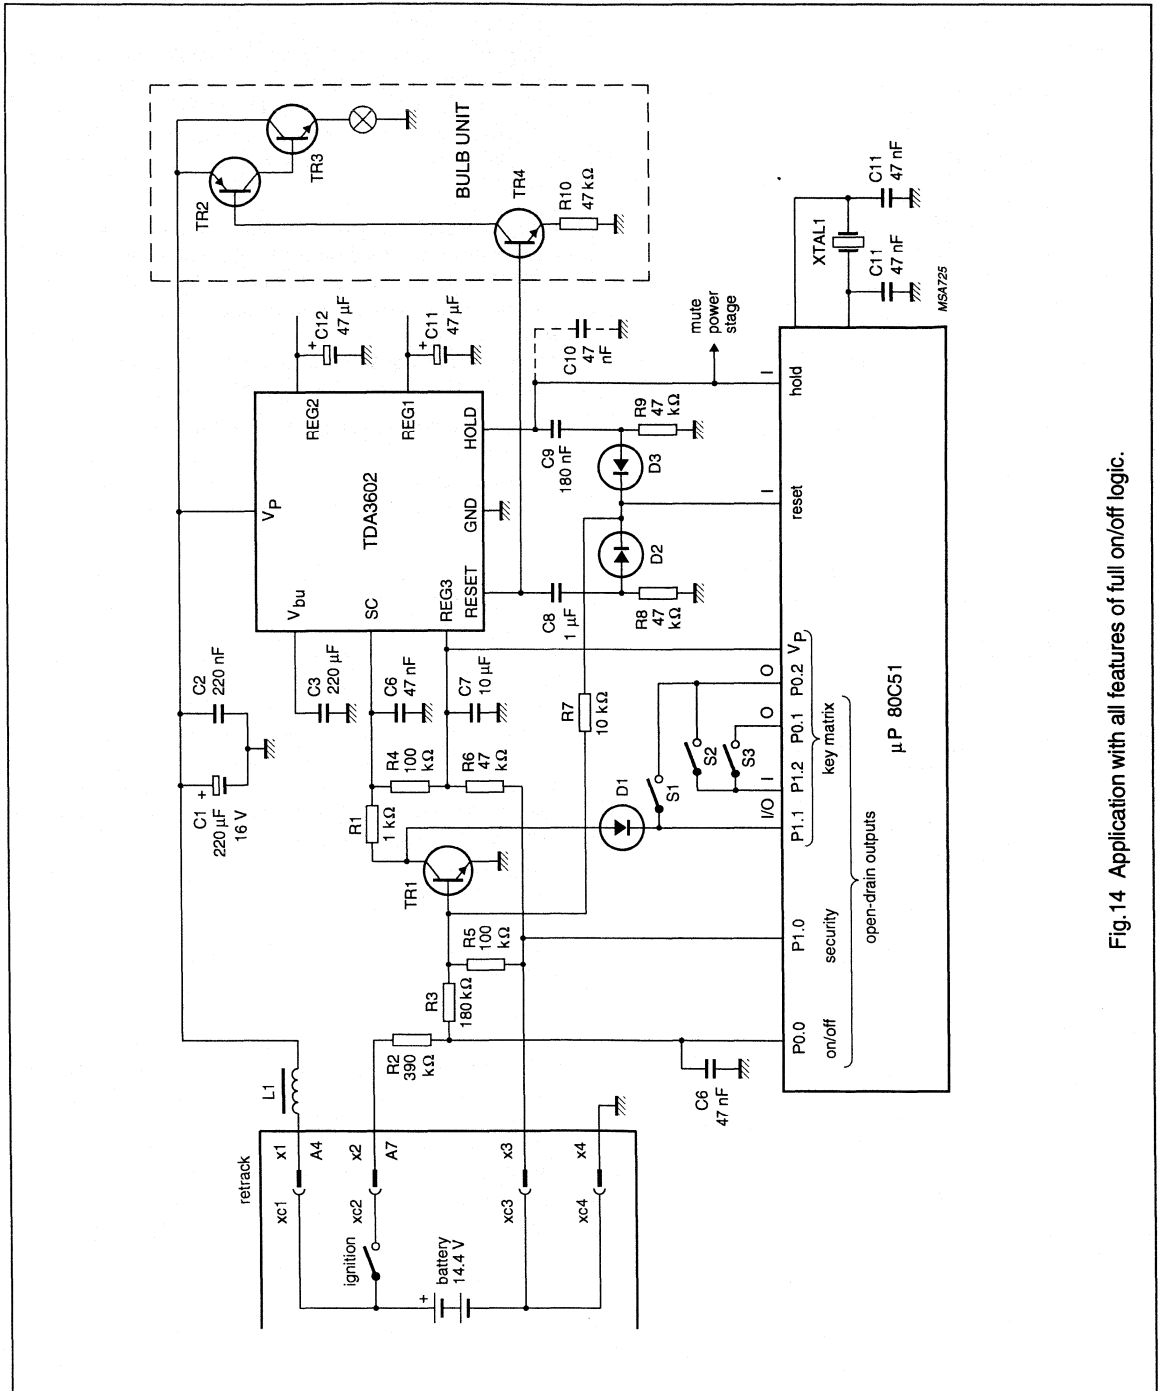 BULB UNIT
TR2
TR3
TR4
R10
47 kΩ
C12
47 µF
+
C11
47 µF
+
REG2
REG1
HOLD
VP
TDA3602
GND
Vbu
SC
REG3
RESET
C10
47
nF
mute
power
stage
XTAL1
C11
47 nF
C11
47 nF
MSA725
C2
220 nF
C1
220 µF
16 V
+
C3
220 µF
C6
47 nF
C7
10 µF
C8
1 µF
C9
180 nF
R9
47
kΩ
R8
47
kΩ
D3
D2
R4
100
kΩ
R6
47
kΩ
R1
1 kΩ
R7
10 kΩ
TR1
D1
S1
S2
S3
R5
100
kΩ
R3
180 kΩ
R2
390
kΩ
L1
C6
47 nF
retrack
x1
A4
x2
A7
x3
x4
xc1
xc2
xc3
xc4
ignition
battery
14.4 V
+
I
hold
I
reset
VP
O
P0.2
O
P0.1
I
P1.2
I/O
P1.1
key matrix
P1.0
security
P0.0
on/off
open-drain outputs
µP 80C51
Fig.14 Application with all features of full on/off logic.